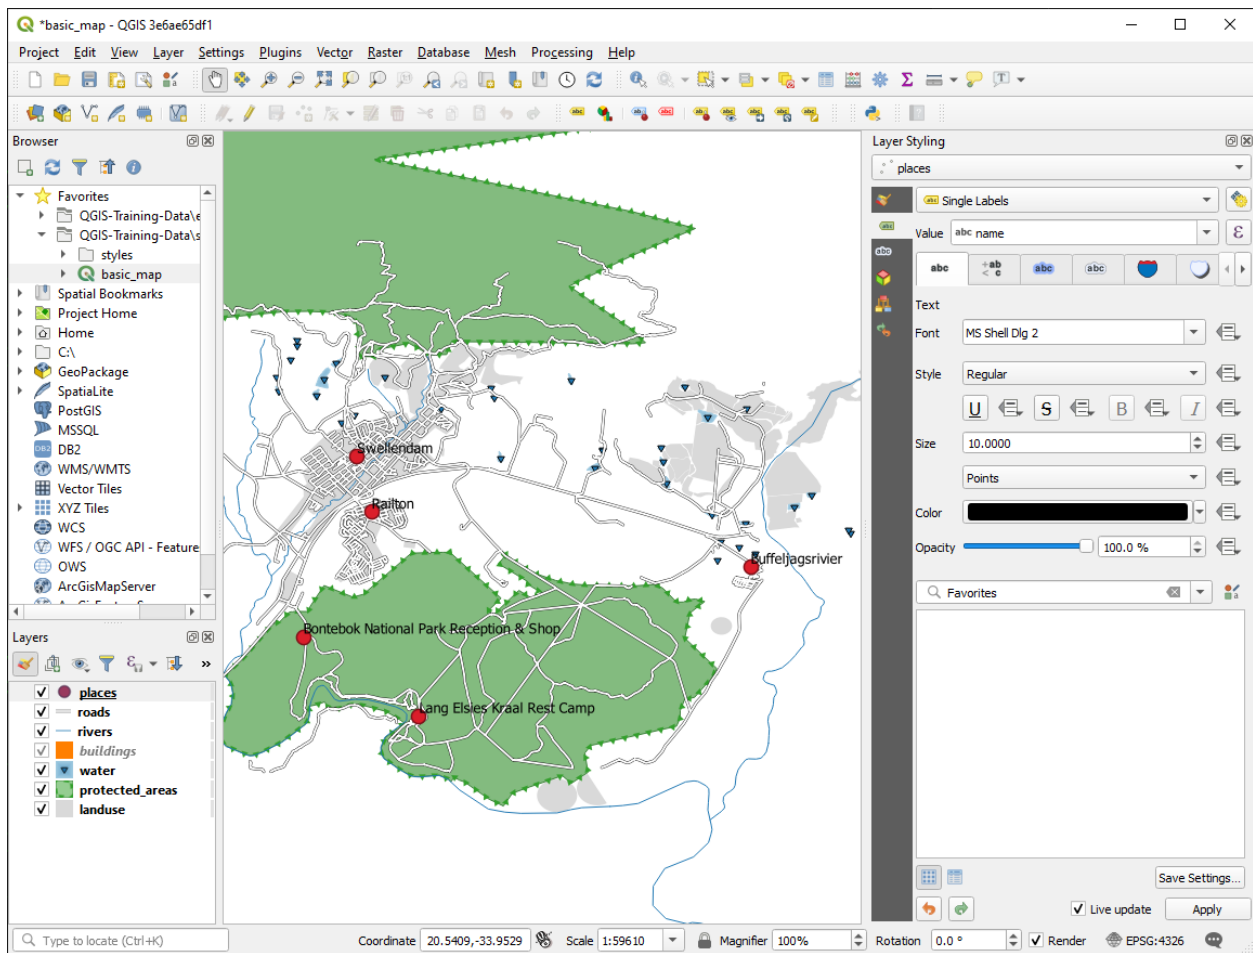 *basic_map - QGIS 3e6ae65df1
Project Edit View Layer Settings Plugins Vector Raster Database Mesh Processing Help
Browser
Favorites
QGIS-Training-Data\e
QGIS-Training-Data\s
styles
basic_map
Spatial Bookmarks
Project Home
Home
C:\
GeoPackage
SpatiaLite
PostGIS
MSSQL
DB2
WMS/WMTS
Vector Tiles
XYZ Tiles
WCS
WFS / OGC API - Feature
OWS
ArcGisMapServer
Layers
places
roads
rivers
buildings
water
protected_areas
landuse
Swellendam
Railton
Buffeljagsrivier
Bontebok National Park Reception & Shop
Lang Elsies Kraal Rest Camp
Layer Styling
places
abc Single Labels
Value abc name ε
abc +ab < c abc abc
Text
Font MS Shell Dlg 2
Style Regular
U S B I
Size 10.0000
Points
Color
Opacity 100.0 %
Favorites
Save Settings...
Live update Apply
Type to locate (Ctrl+K) Coordinate 20.5409,-33.9529 Scale 1:59610 Magnifier 100% Rotation 0.0 ° Render EPSG:4326